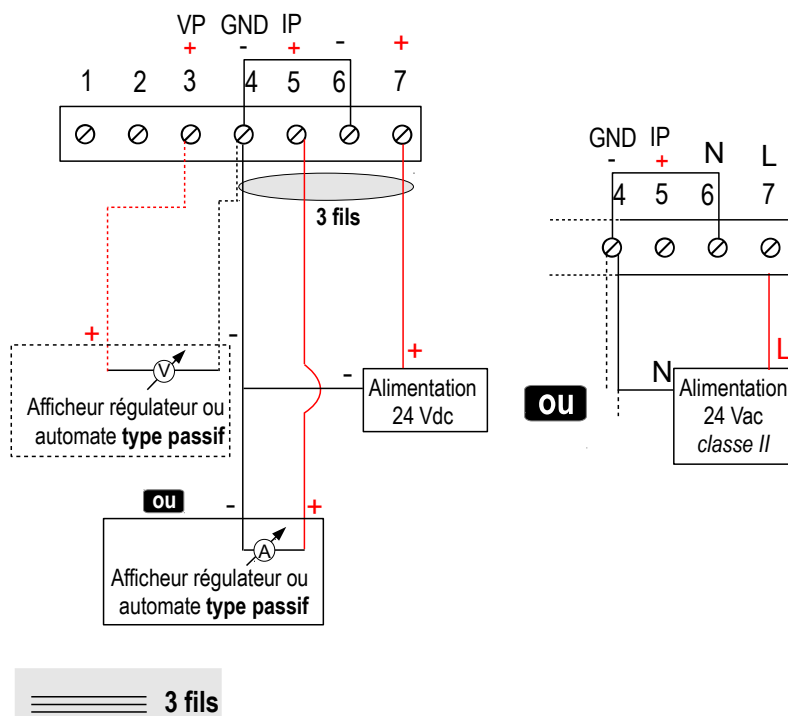 VP GND IP
+ - + - +
1 2 3 4 5 6 7
3 fils
+ -
V
Afficheur régulateur ou
automate type passif
- +
Alimentation
24 Vdc
ou
- +
A
Afficheur régulateur ou
automate type passif
3 fils
ou
GND IP N L
- +
4 5 6 7
L
N
Alimentation
24 Vac
classe II